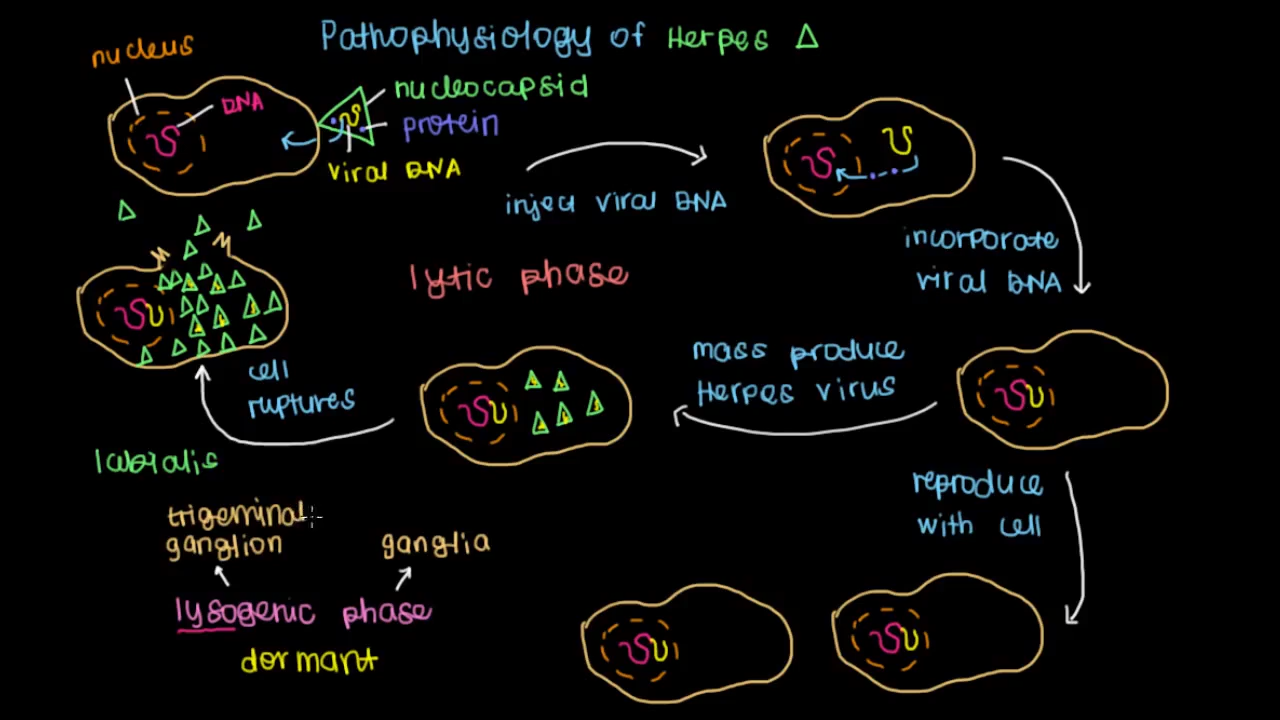 Pathophysiology of Herpes Δ
nucleus
DNA
nucleocapsid
protein
viral DNA
inject viral DNA
incorporate
viral DNA
lytic phase
mass produce
Herpes virus
cell
ruptures
labialis
reproduce
with cell
trigeminal
ganglion
ganglia
lysogenic phase
dormant